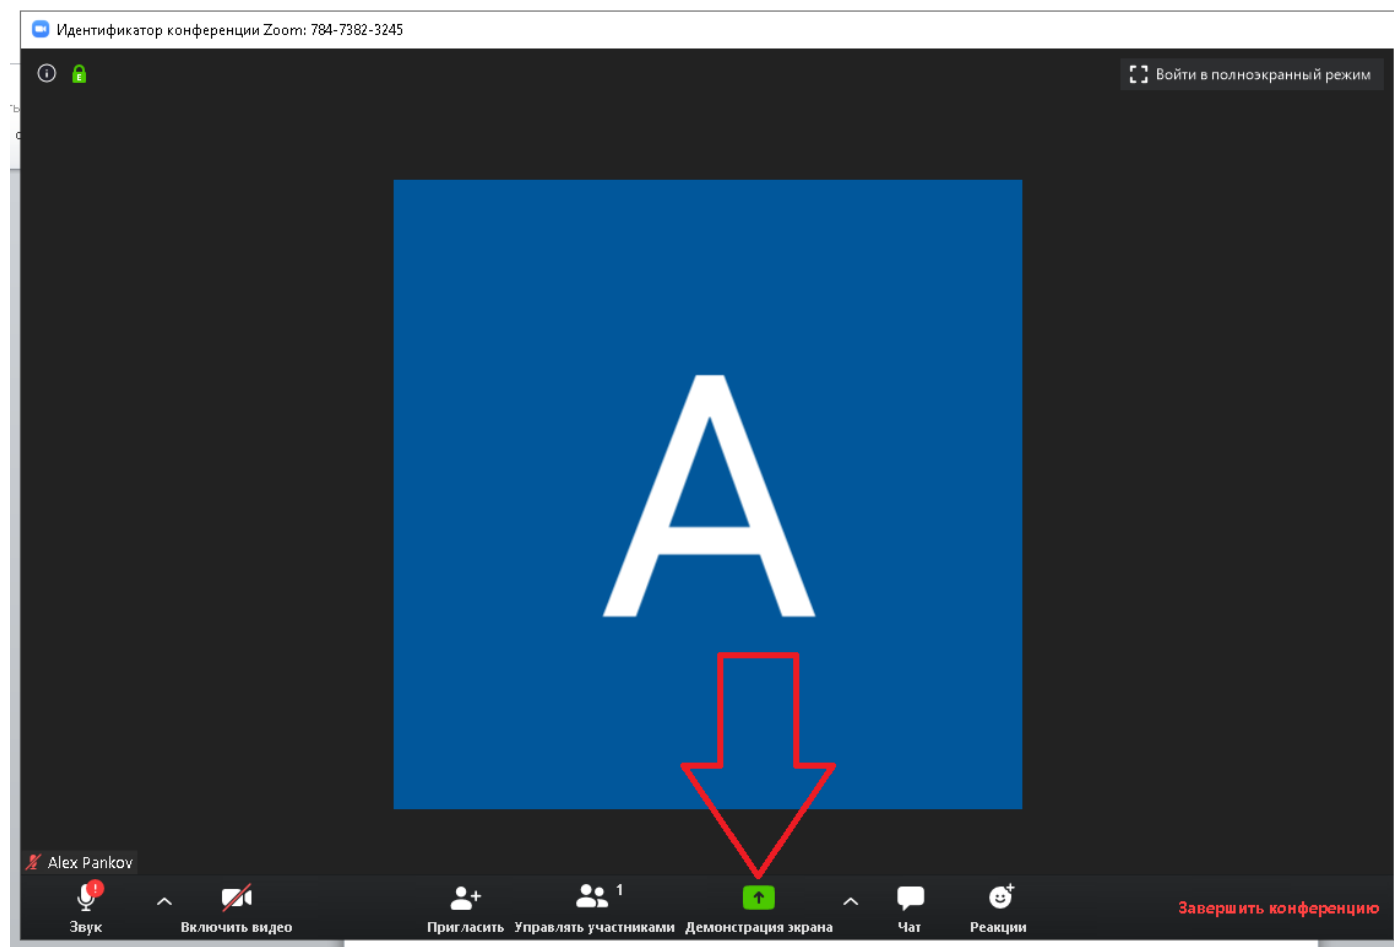 Идентификатор конференции Zoom: 784-7382-3245
Войти в полноэкранный режим
A
Alex Pankov
1
Звук
Включить видео
Пригласить
Управлять участниками
Демонстрация экрана
Чат
Реакции
Завершить конференцию